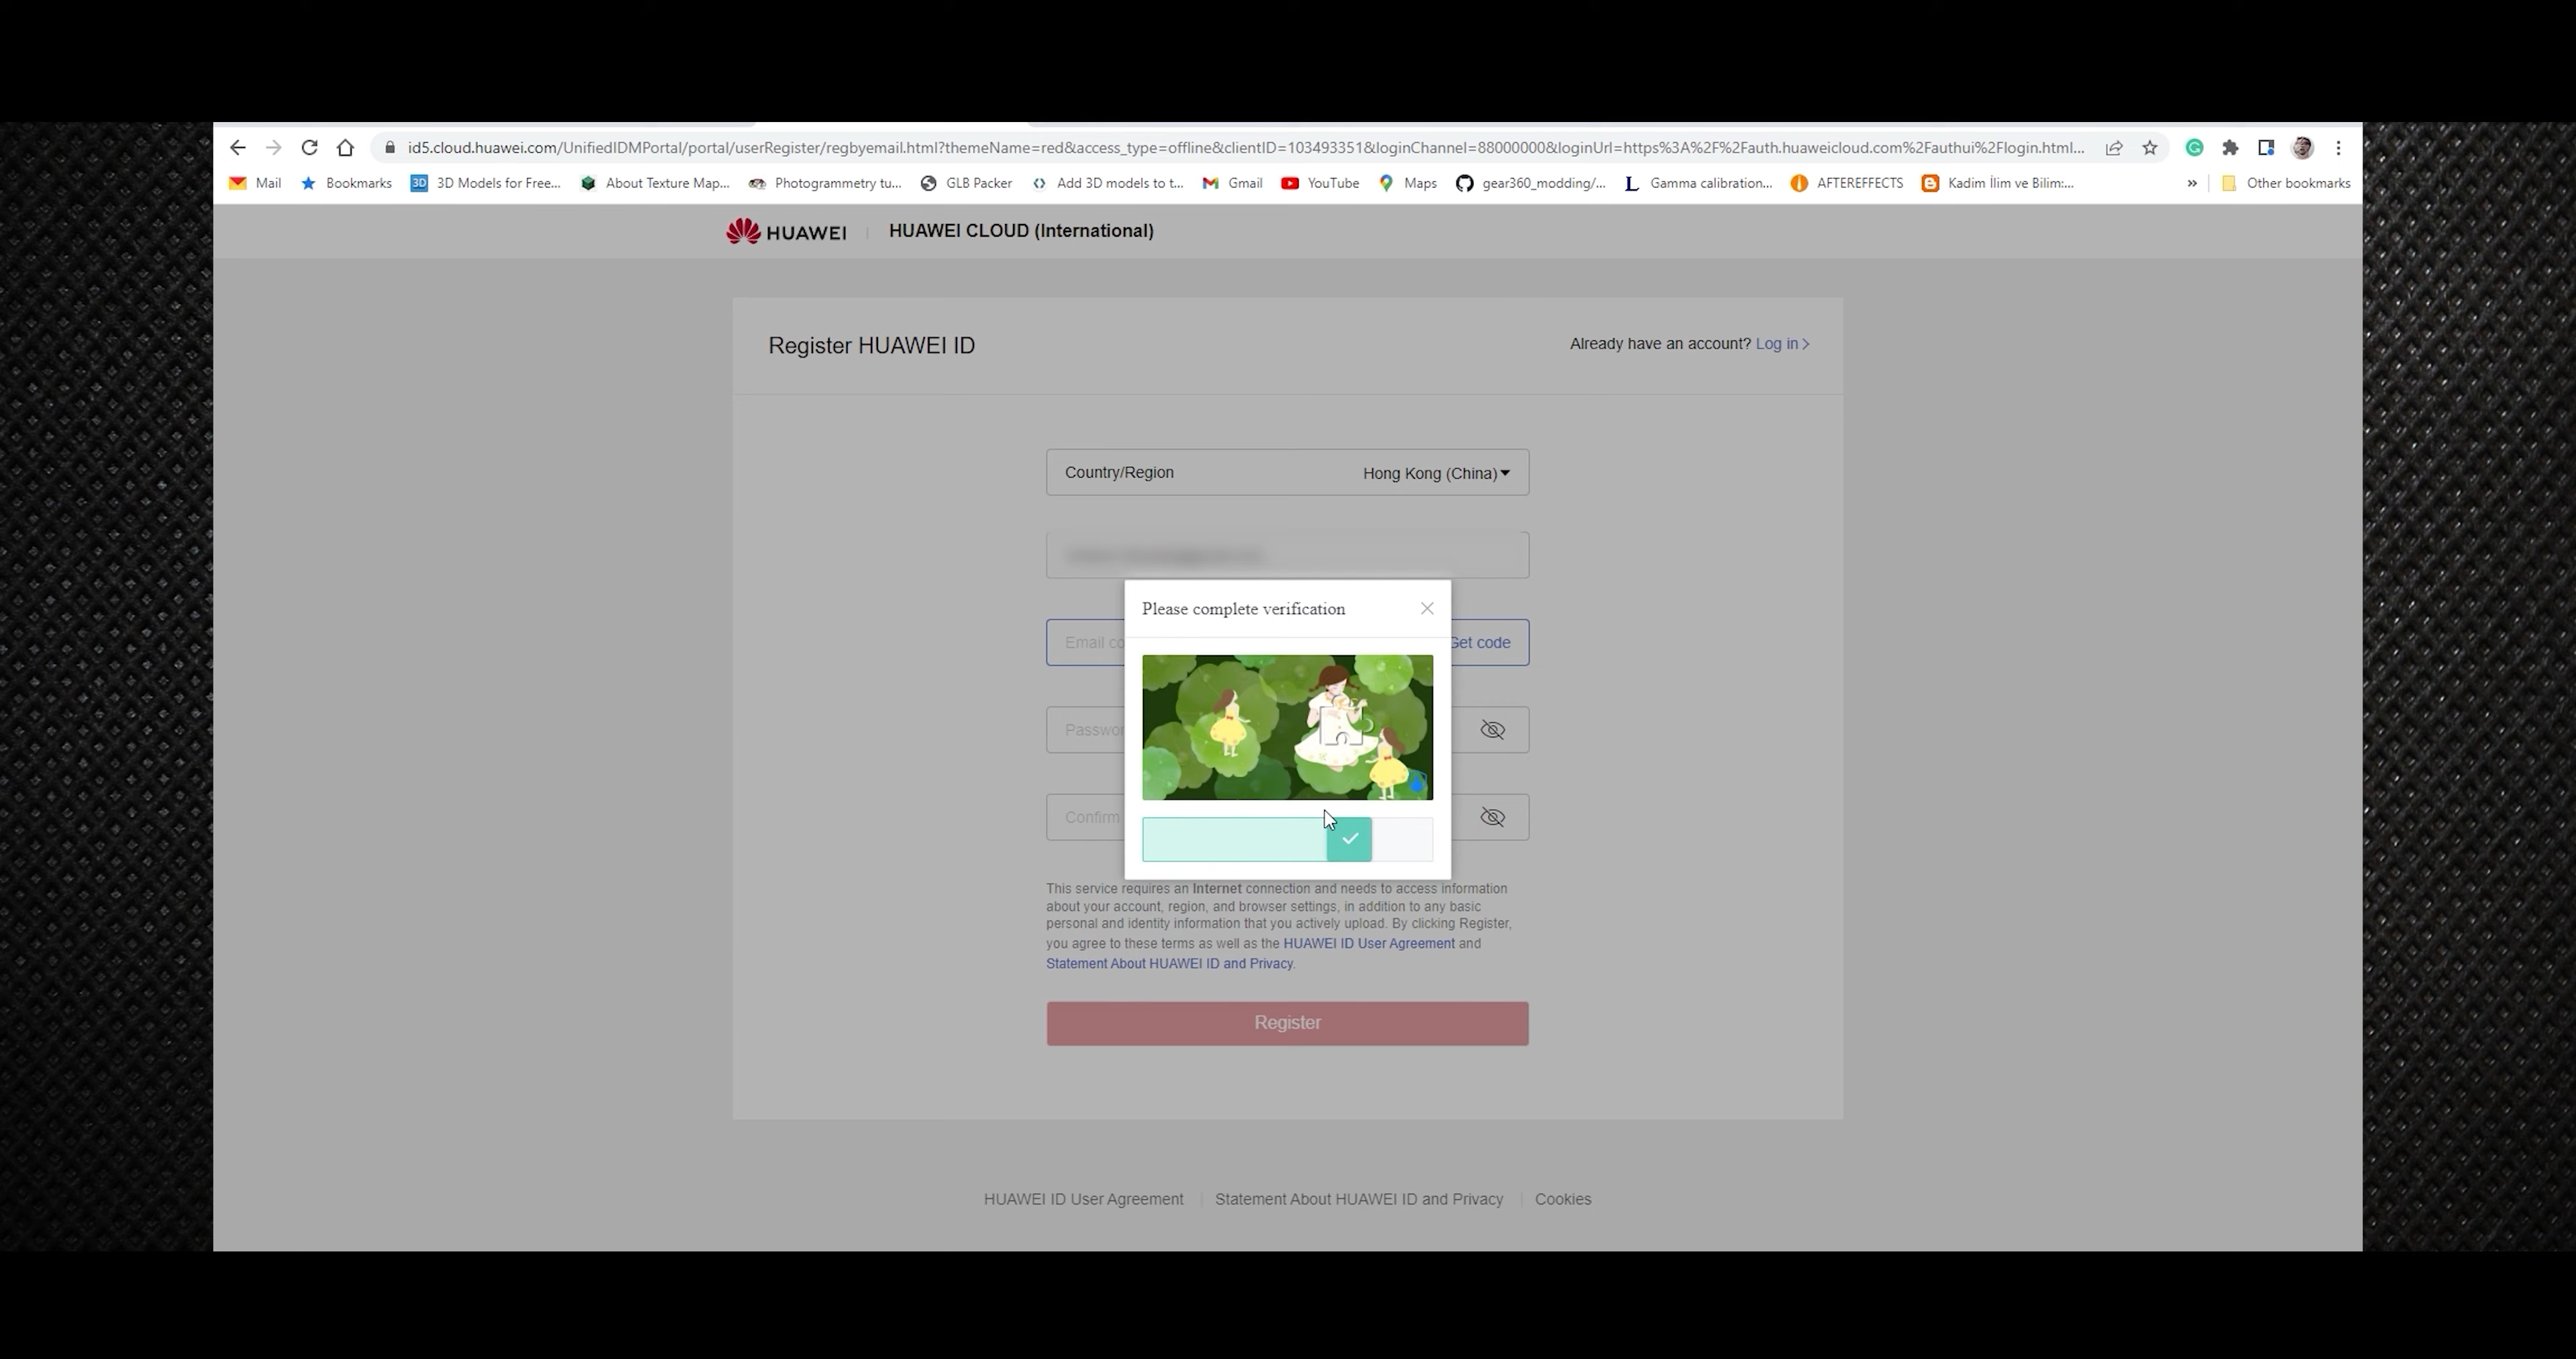 id5.cloud.huawei.com/UnifiedIDMPortal/portal/userRegister/regbyemail.html?themeName=red&access_type=offline&clientID=103493351&loginChannel=88000000&loginUrl=https%3A%2F%2Fauth.huaweicloud.com%2Fauthui%2Flogin.html...
Mail Bookmarks 3D 3D Models for Free... About Texture Map... Photogrammetry tu... GLB Packer Add 3D models to t... Gmail YouTube Maps gear360_modding/... L Gamma calibration... AFTEREFFECTS Kadim İlim ve Bilim:... » Other bookmarks
HUAWEI HUAWEI CLOUD (International)
Register HUAWEI ID
Already have an account? Log in >
Country/Region Hong Kong (China)
Please complete verification
Email co Get code
Passwor
Confirm
This service requires an Internet connection and needs to access information
about your account, region, and browser settings, in addition to any basic
personal and identity information that you actively upload. By clicking Register,
you agree to these terms as well as the HUAWEI ID User Agreement and
Statement About HUAWEI ID and Privacy.
Register
HUAWEI ID User Agreement Statement About HUAWEI ID and Privacy Cookies